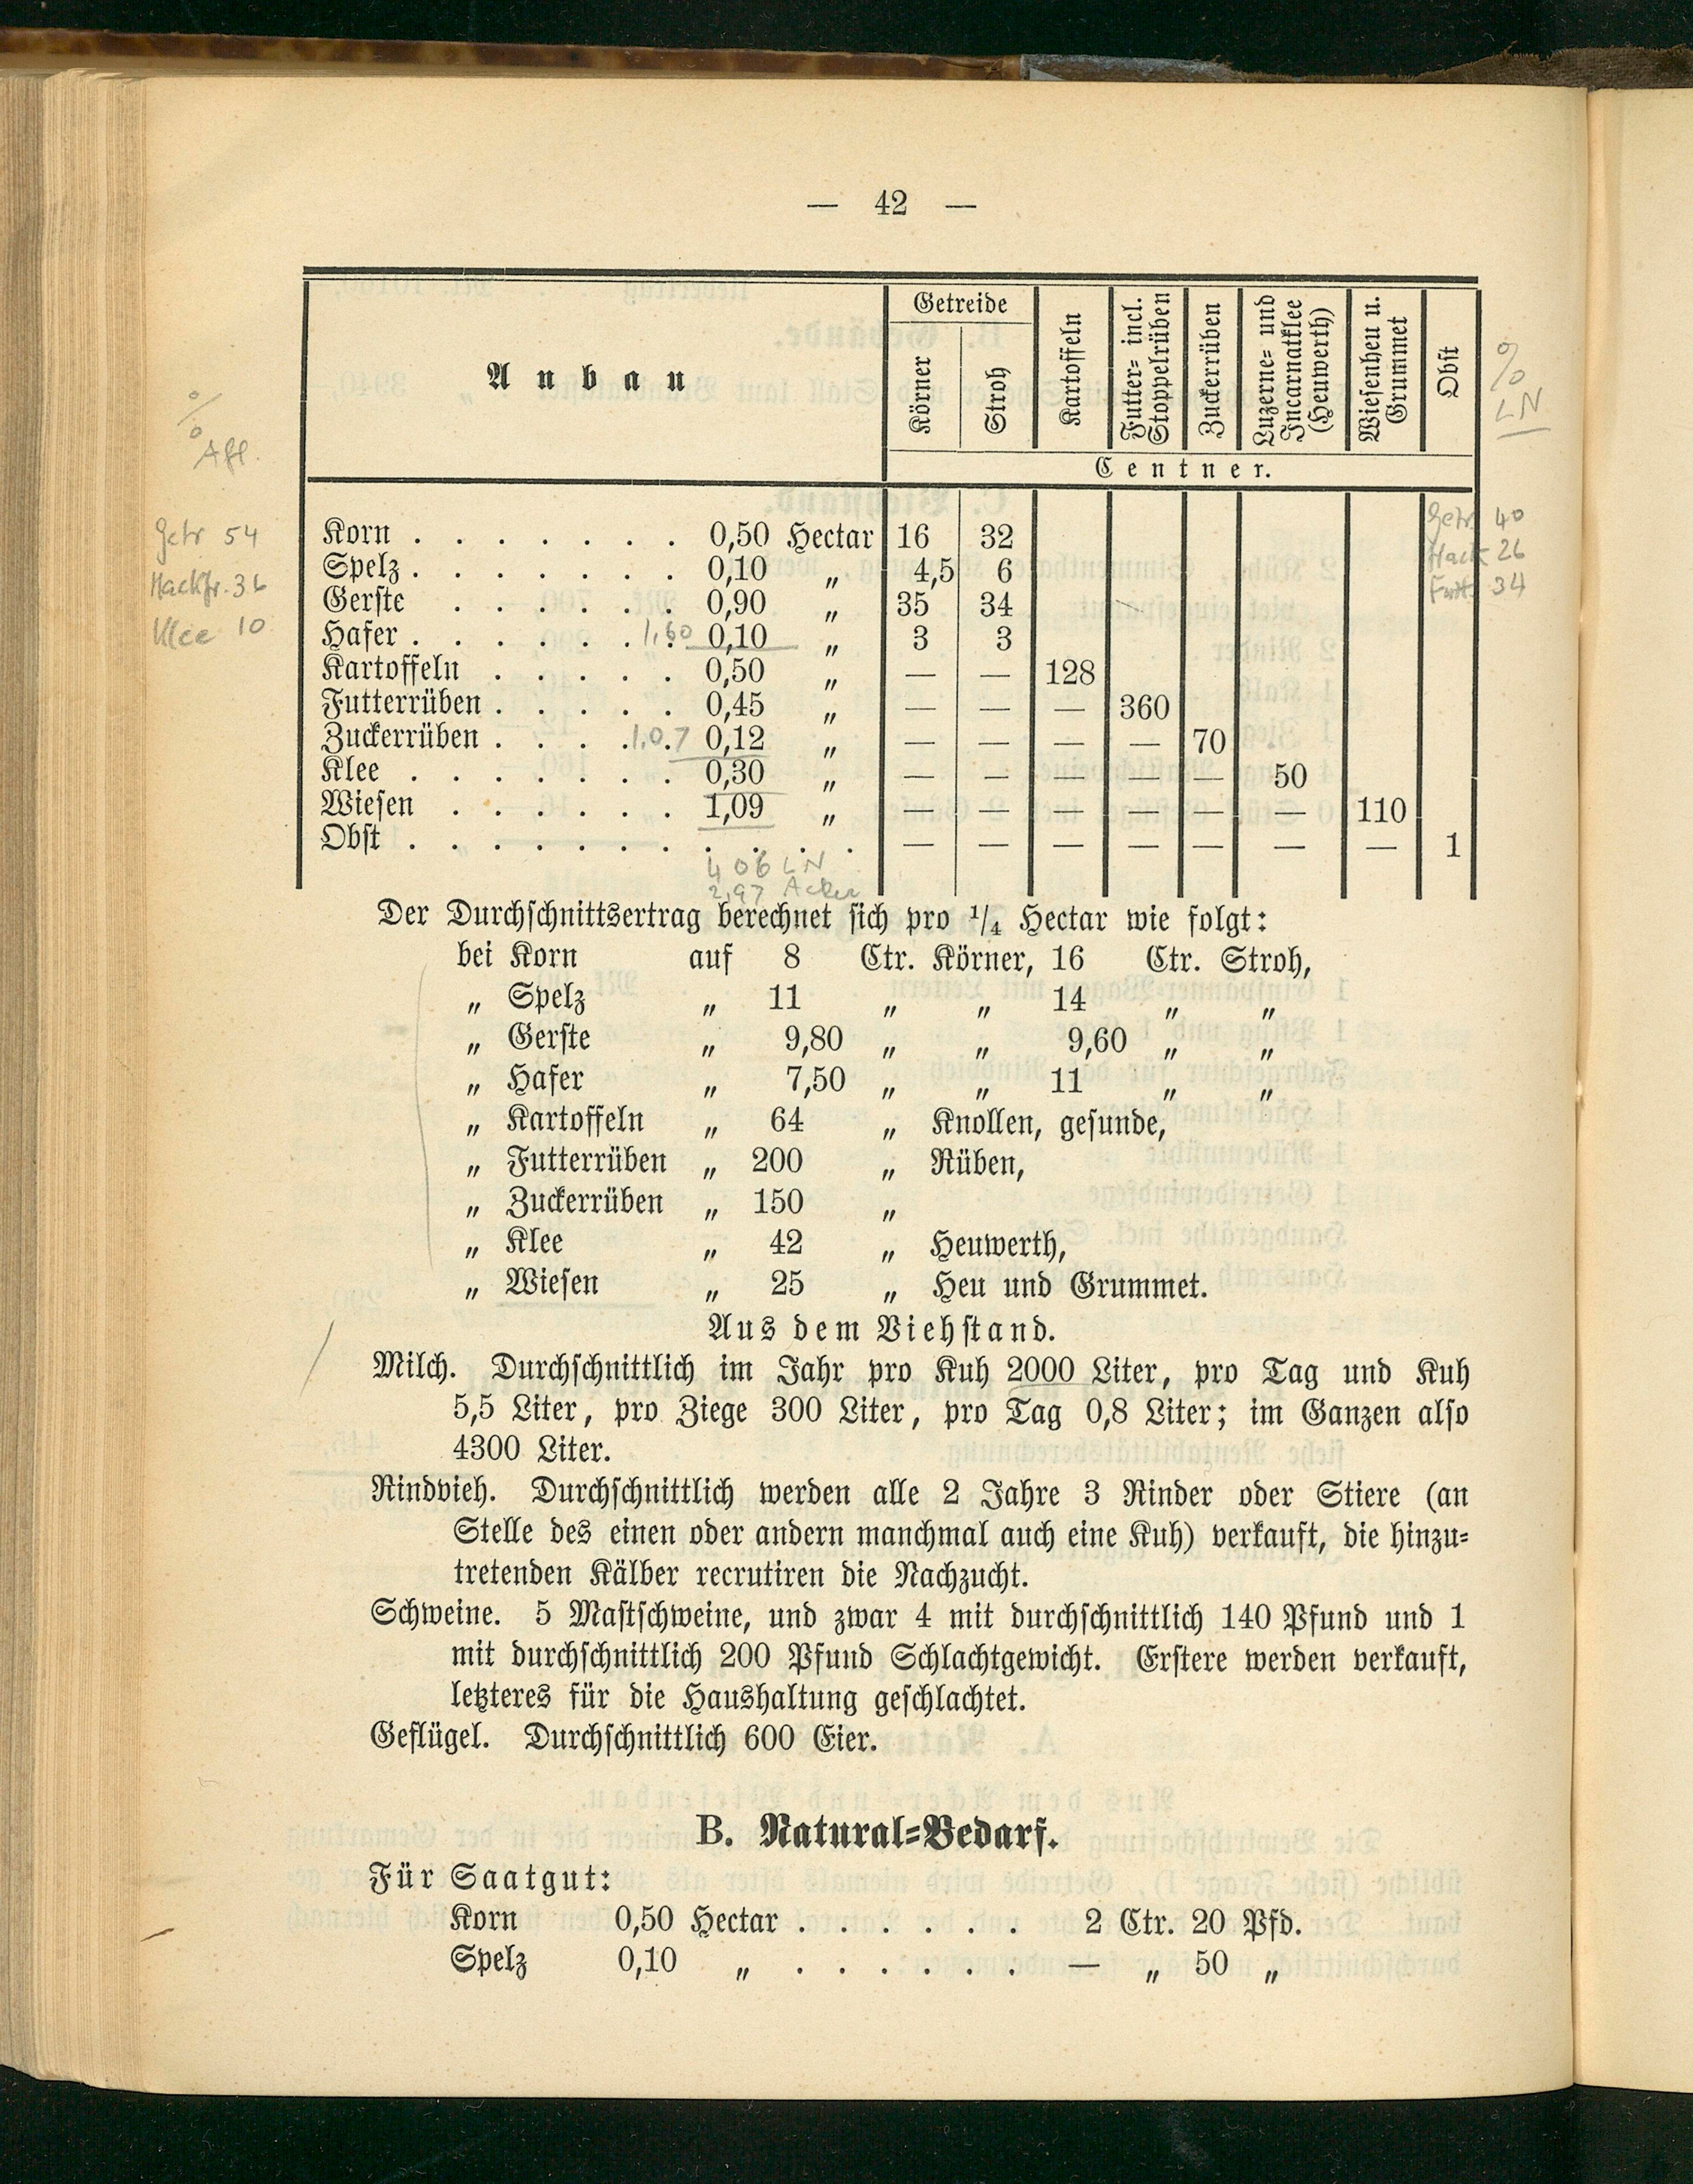 — 42 —
Anbau
Getreide
Körner
Stroh
Kartoffeln
Futter- incl.
Stoppelrüben
Zuckerrüben
Luzerne- und
Incarnatklee
(Heuwerth)
Wiesenheu u.
Grummet
Obst
Centner.
%
Afl.
%
LN
Getr 54
Hackfr. 36
Klee 10
Getr. 40
Hack 26
Futt. 34
Korn . . . . . . . 0,50 Hectar 16 32
Spelz . . . . . . . 0,10 „ 4,5 6
Gerste . . . . . . 0,90 „ 35 34
Hafer . . . . . . . 1,60 0,10 „ 3 3
Kartoffeln . . . . . 0,50 „ — — 128
Futterrüben . . . . . 0,45 „ — — — 360
Zuckerrüben . . . . . 1,07 0,12 „ — — — — 70
Klee . . . . . . . 0,30 „ — — — — — 50
Wiesen . . . . . . 1,09 „ — — — — — — 110
Obst . . . . . . . . . . . — — — — — — — 1
4 06 LN
2,97 Acker
Der Durchschnittsertrag berechnet sich pro 1/4 Hectar wie folgt:
bei Korn auf 8 Ctr. Körner, 16 Ctr. Stroh,
„ Spelz „ 11 „ „ 14 „ „
„ Gerste „ 9,80 „ „ 9,60 „ „
„ Hafer „ 7,50 „ „ 11 „ „
„ Kartoffeln „ 64 „ Knollen, gesunde,
„ Futterrüben „ 200 „ Rüben,
„ Zuckerrüben „ 150 „
„ Klee „ 42 „ Heuwerth,
„ Wiesen „ 25 „ Heu und Grummet.
Aus dem Viehstand.
Milch. Durchschnittlich im Jahr pro Kuh 2000 Liter, pro Tag und Kuh
5,5 Liter, pro Ziege 300 Liter, pro Tag 0,8 Liter; im Ganzen also
4300 Liter.
Rindvieh. Durchschnittlich werden alle 2 Jahre 3 Rinder oder Stiere (an
Stelle des einen oder andern manchmal auch eine Kuh) verkauft, die hinzu-
tretenden Kälber recrutiren die Nachzucht.
Schweine. 5 Mastschweine, und zwar 4 mit durchschnittlich 140 Pfund und 1
mit durchschnittlich 200 Pfund Schlachtgewicht. Erstere werden verkauft,
letzteres für die Haushaltung geschlachtet.
Geflügel. Durchschnittlich 600 Eier.
B. Natural-Bedarf.
Für Saatgut:
Korn 0,50 Hectar . . . . . . 2 Ctr. 20 Pfd.
Spelz 0,10 „ . . . . . . — „ 50 „